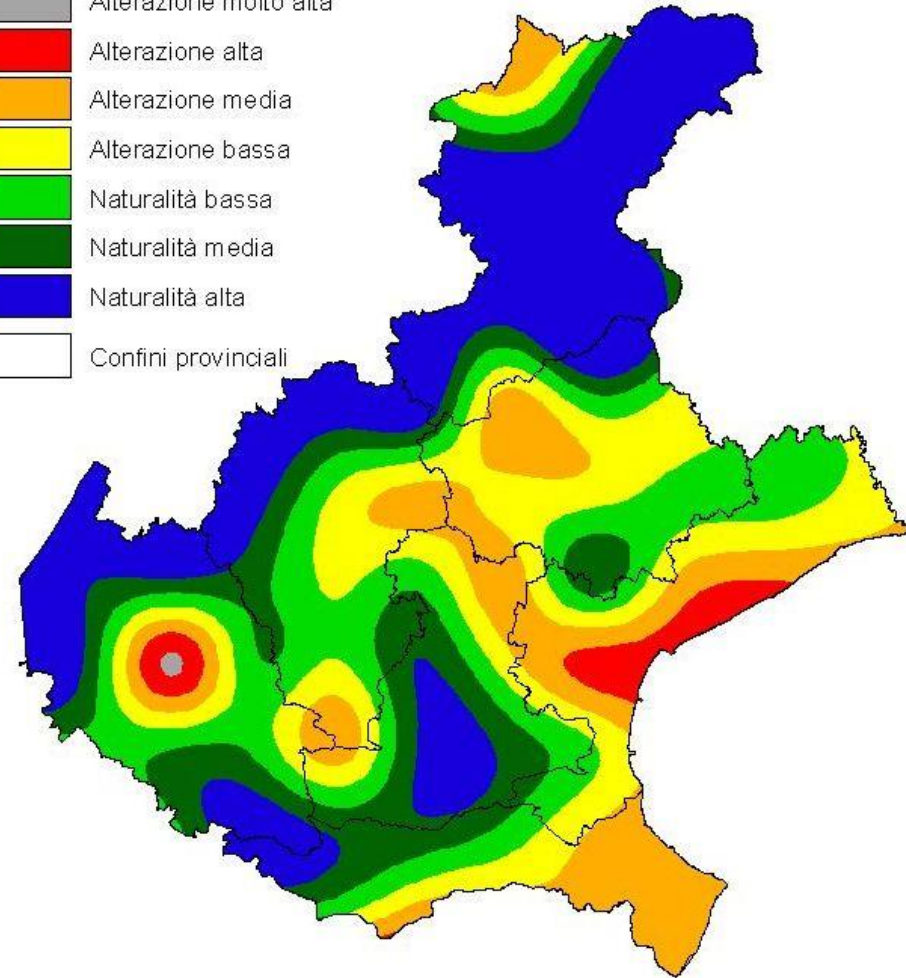 Alterazione molto alta
Alterazione alta
Alterazione media
Alterazione bassa
Naturalità bassa
Naturalità media
Naturalità alta
Confini provinciali